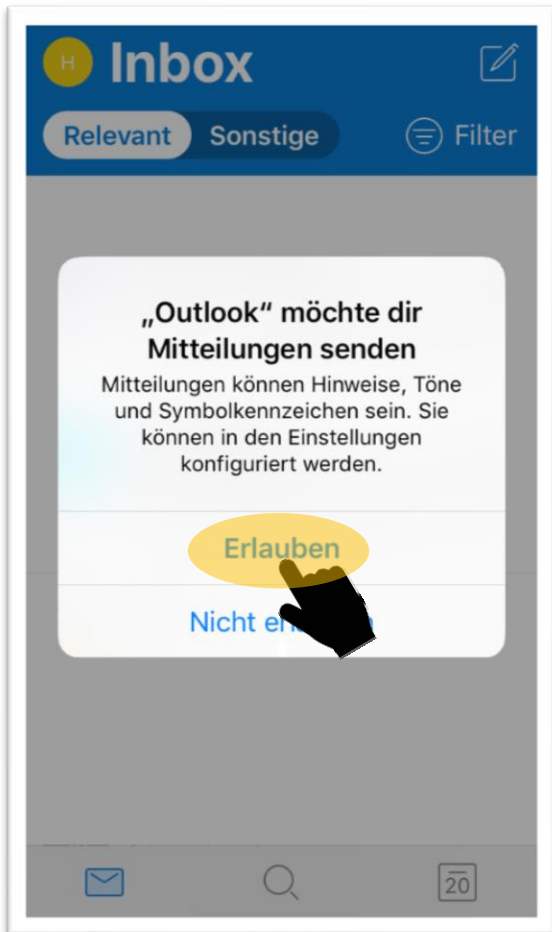 H Inbox
Relevant Sonstige Filter
„Outlook“ möchte dir
Mitteilungen senden
Mitteilungen können Hinweise, Töne
und Symbolkennzeichen sein. Sie
können in den Einstellungen
konfiguriert werden.
Erlauben
Nicht
20